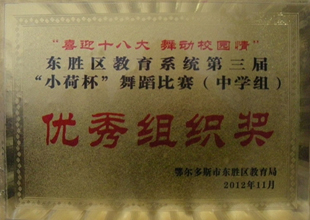 “喜迎十八大 舞动校园情”
东胜区教育系统第三届
“小荷杯”舞蹈比赛（中学组）
优秀组织奖
鄂尔多斯市东胜区教育局
2012年11月